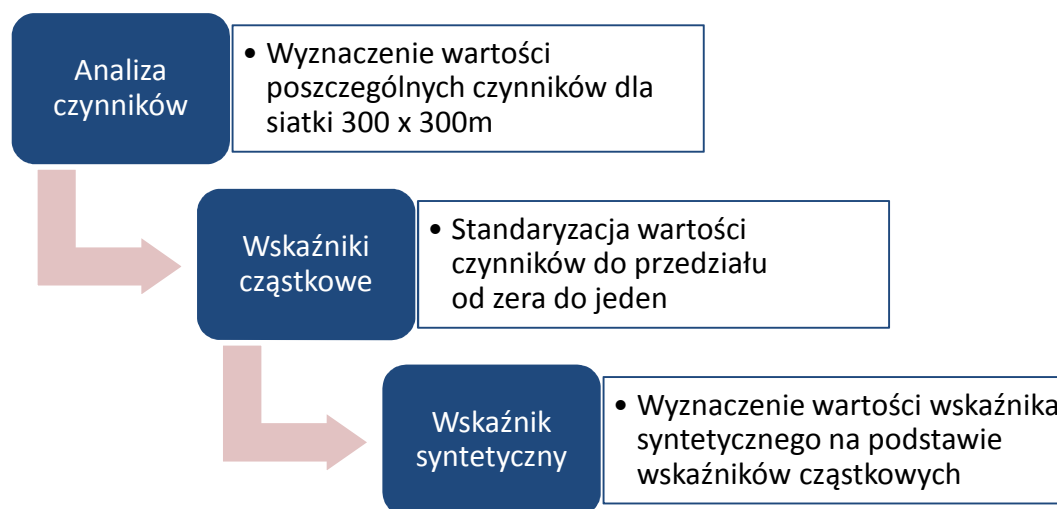 Analiza
czynników
• Wyznaczenie wartości
poszczególnych czynników dla
siatki 300 x 300m
Wskaźniki
cząstkowe
• Standaryzacja wartości
czynników do przedziału
od zera do jeden
Wskaźnik
syntetyczny
• Wyznaczenie wartości wskaźnika
syntetycznego na podstawie
wskaźników cząstkowych